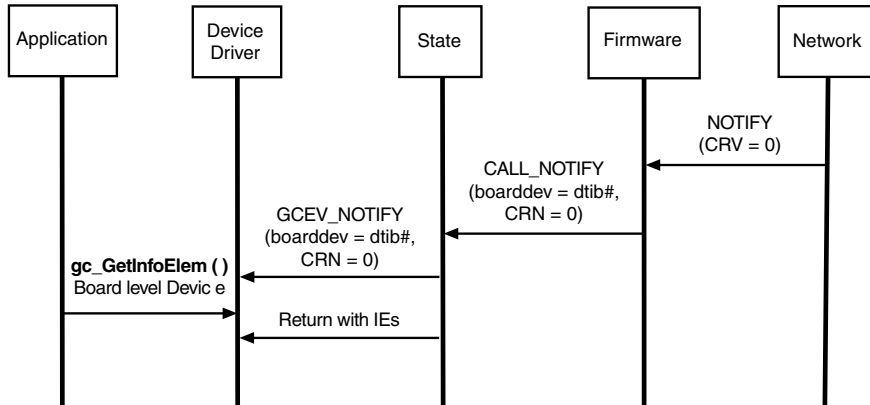 Application
Device
Driver
State
Firmware
Network
NOTIFY
(CRV = 0)
CALL_NOTIFY
(boarddev = dtib#,
CRN = 0)
GCEV_NOTIFY
(boarddev = dtib#,
CRN = 0)
gc_GetInfoElem ( )
Board level Devic e
Return with IEs